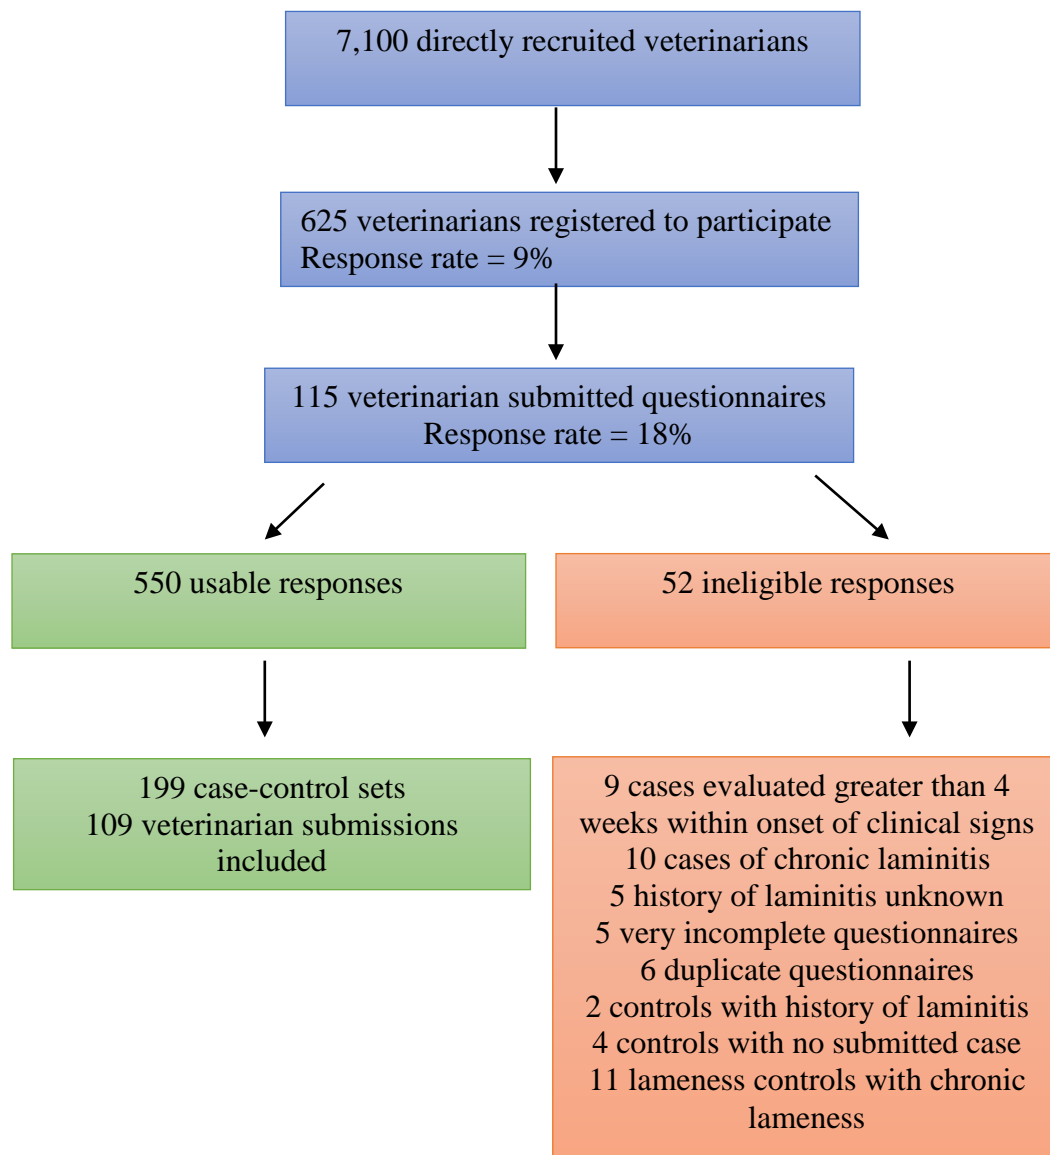 7,100 directly recruited veterinarians
625 veterinarians registered to participate
Response rate = 9%
115 veterinarian submitted questionnaires
Response rate = 18%
550 usable responses
52 ineligible responses
199 case-control sets
109 veterinarian submissions
included
9 cases evaluated greater than 4
weeks within onset of clinical signs
10 cases of chronic laminitis
5 history of laminitis unknown
5 very incomplete questionnaires
6 duplicate questionnaires
2 controls with history of laminitis
4 controls with no submitted case
11 lameness controls with chronic
lameness